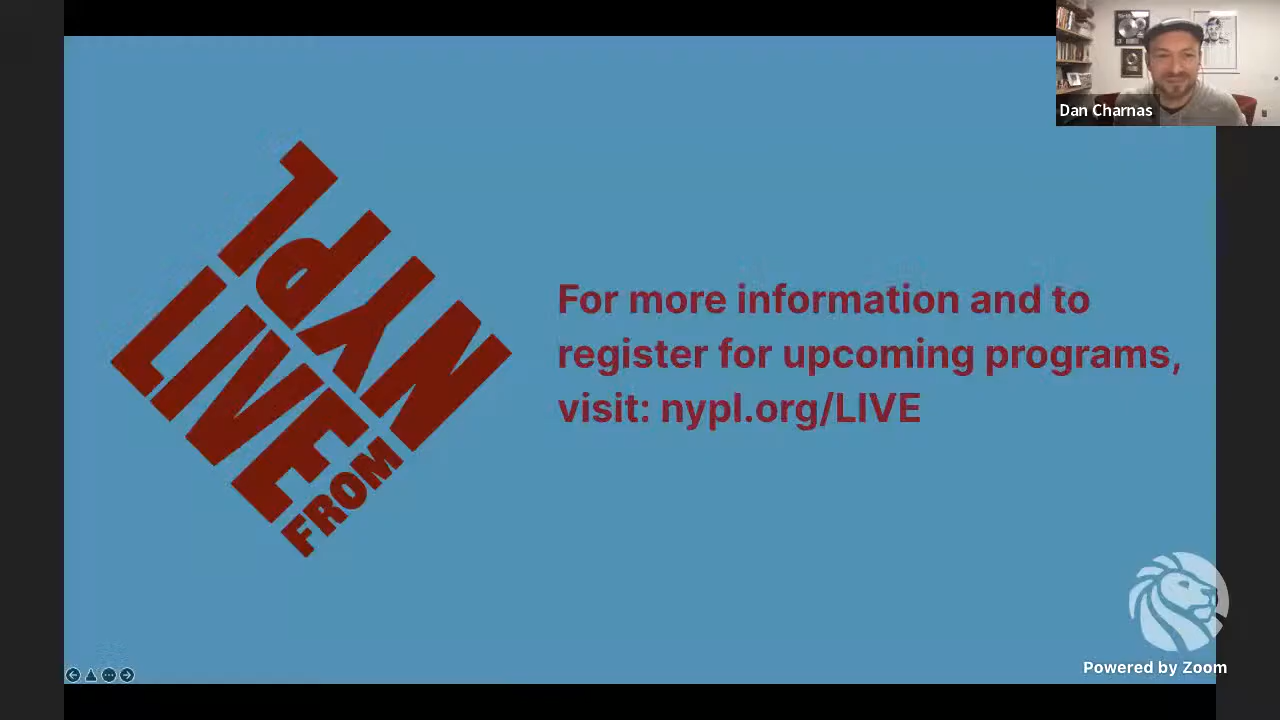 Dan Charnas
LIVE
FROM
NYPL
For more information and to
register for upcoming programs,
visit: nypl.org/LIVE
Powered by Zoom